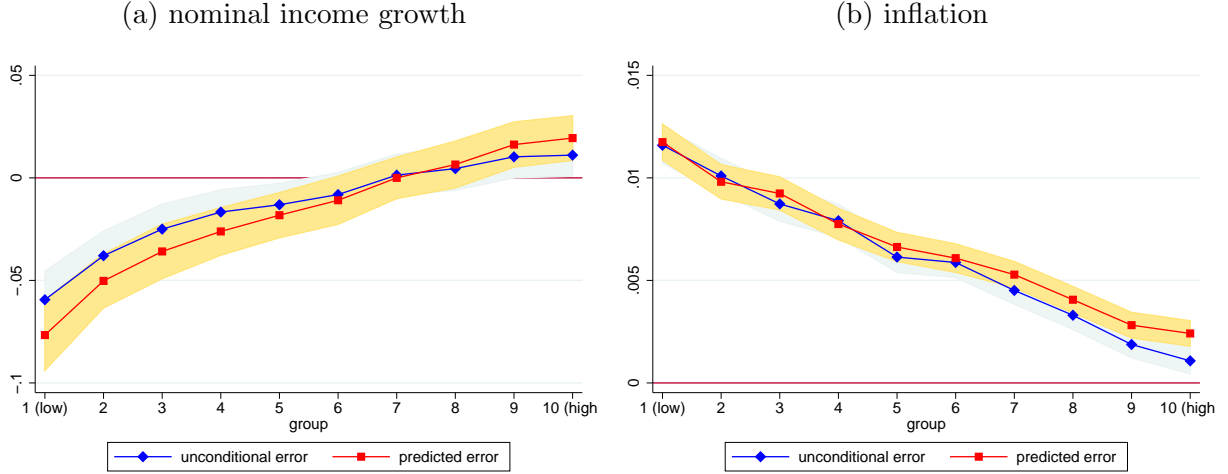 (a) nominal income growth
.05
0
-.05
-.1
1 (low) 2 3 4 5 6 7 8 9 10 (high
group
unconditional error predicted error
(b) inflation
.015
.01
.005
0
1 (low) 2 3 4 5 6 7 8 9 10 (high
group
unconditional error predicted error